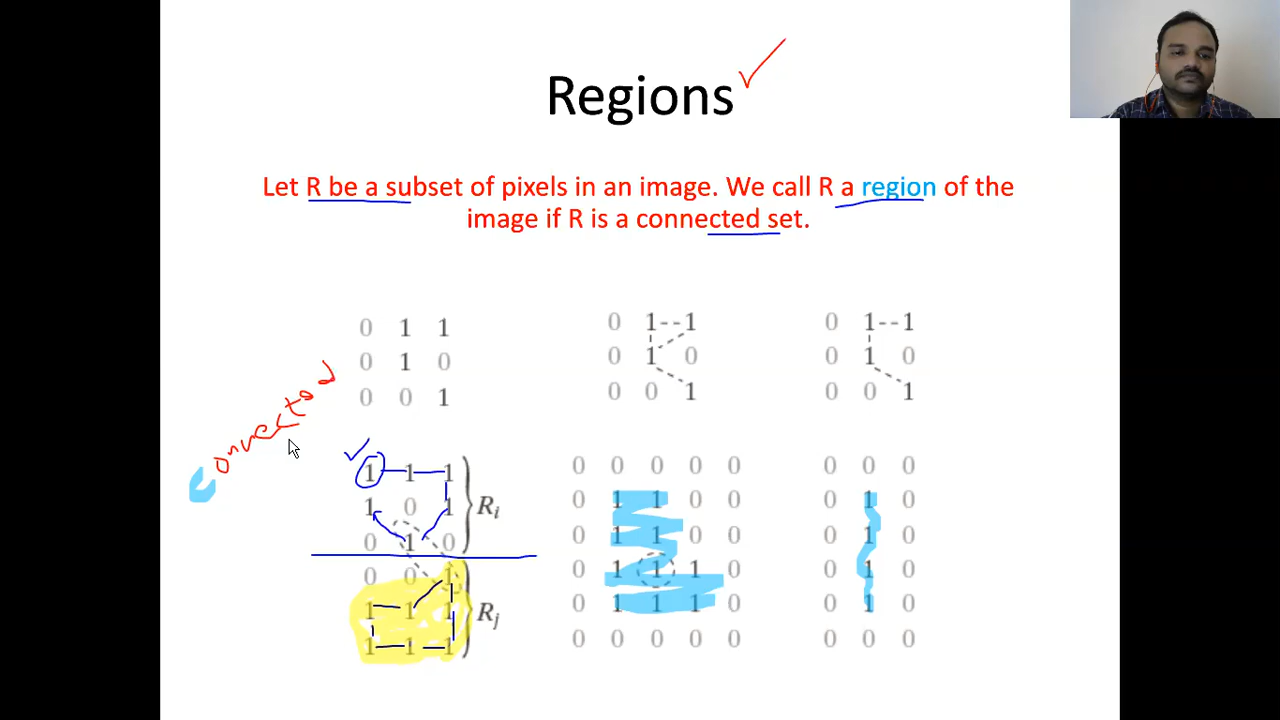 Regions
Let R be a subset of pixels in an image. We call R a region of the
image if R is a connected set.
0 1 1
0 1 0
0 0 1
0 1--1
0 1 0
0 0 1
0 1--1
0 1 0
0 0 1
connected
1 1 1
1 0 1
0 1 0
Ri
0 0 1
1 1 1
1 1 1
Rj
0 0 0 0 0
0 1 1 0 0
0 1 1 0 0
0 1 1 1 0
0 1 1 1 0
0 0 0 0 0
0 0 0
0 1 0
0 1 0
0 1 0
0 1 0
0 0 0